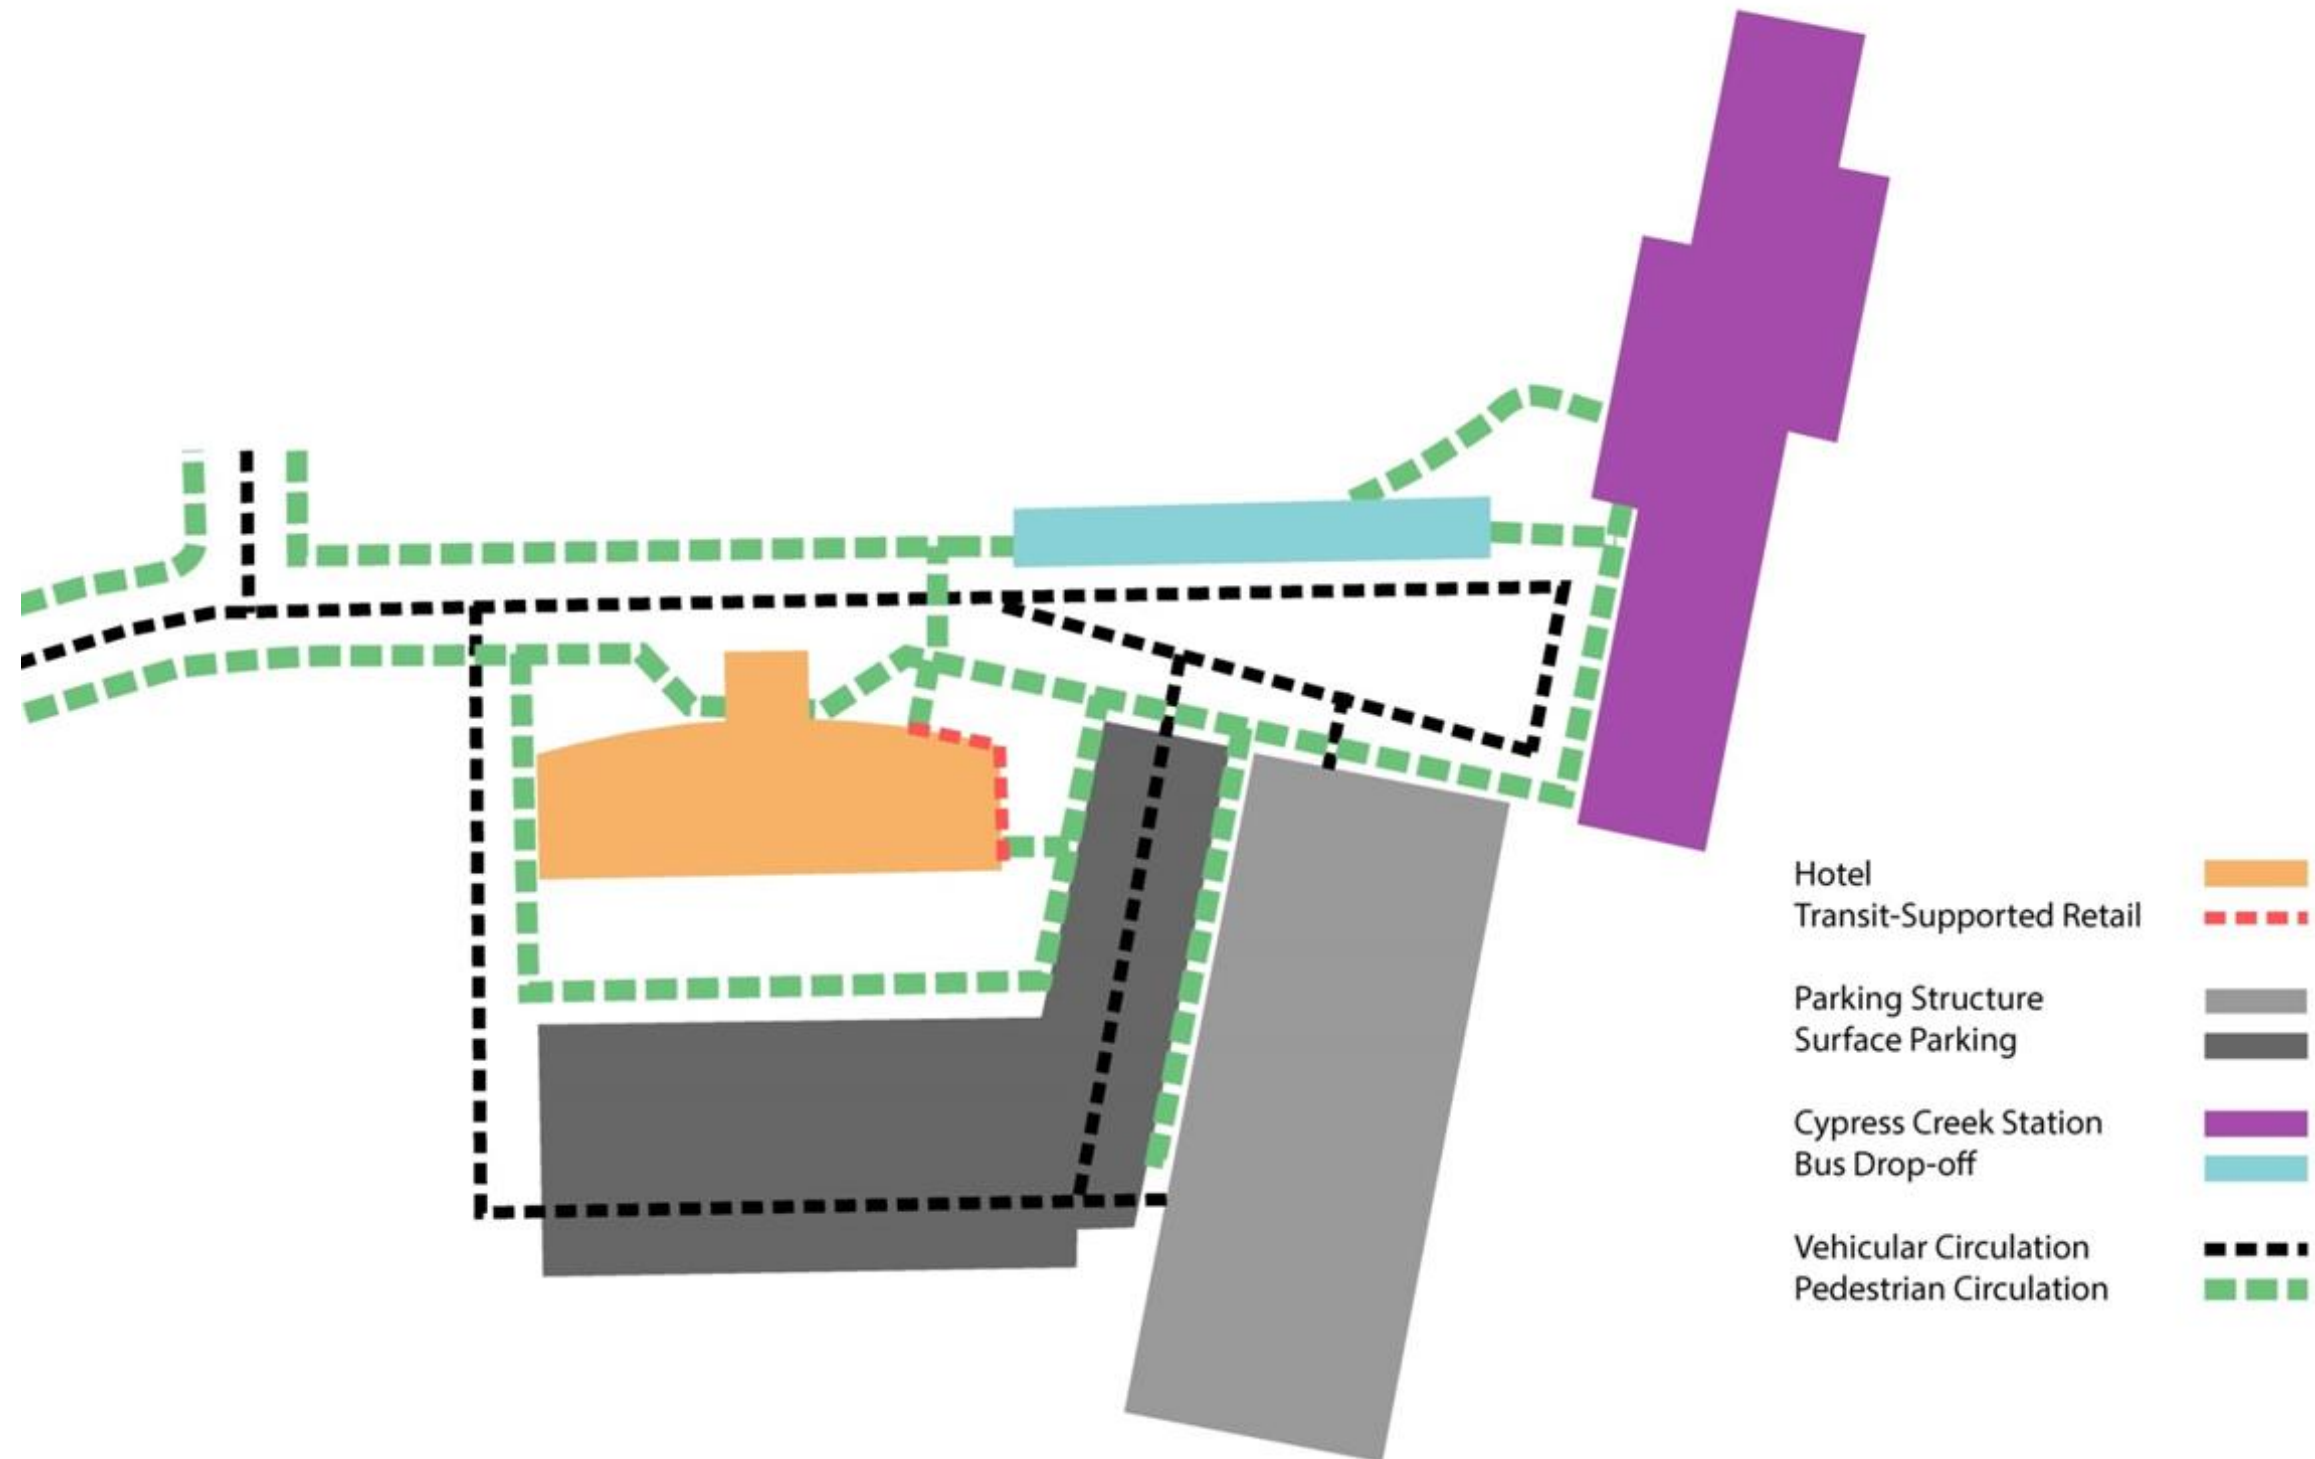 Hotel
Transit-Supported Retail
Parking Structure
Surface Parking
Cypress Creek Station
Bus Drop-off
Vehicular Circulation
Pedestrian Circulation